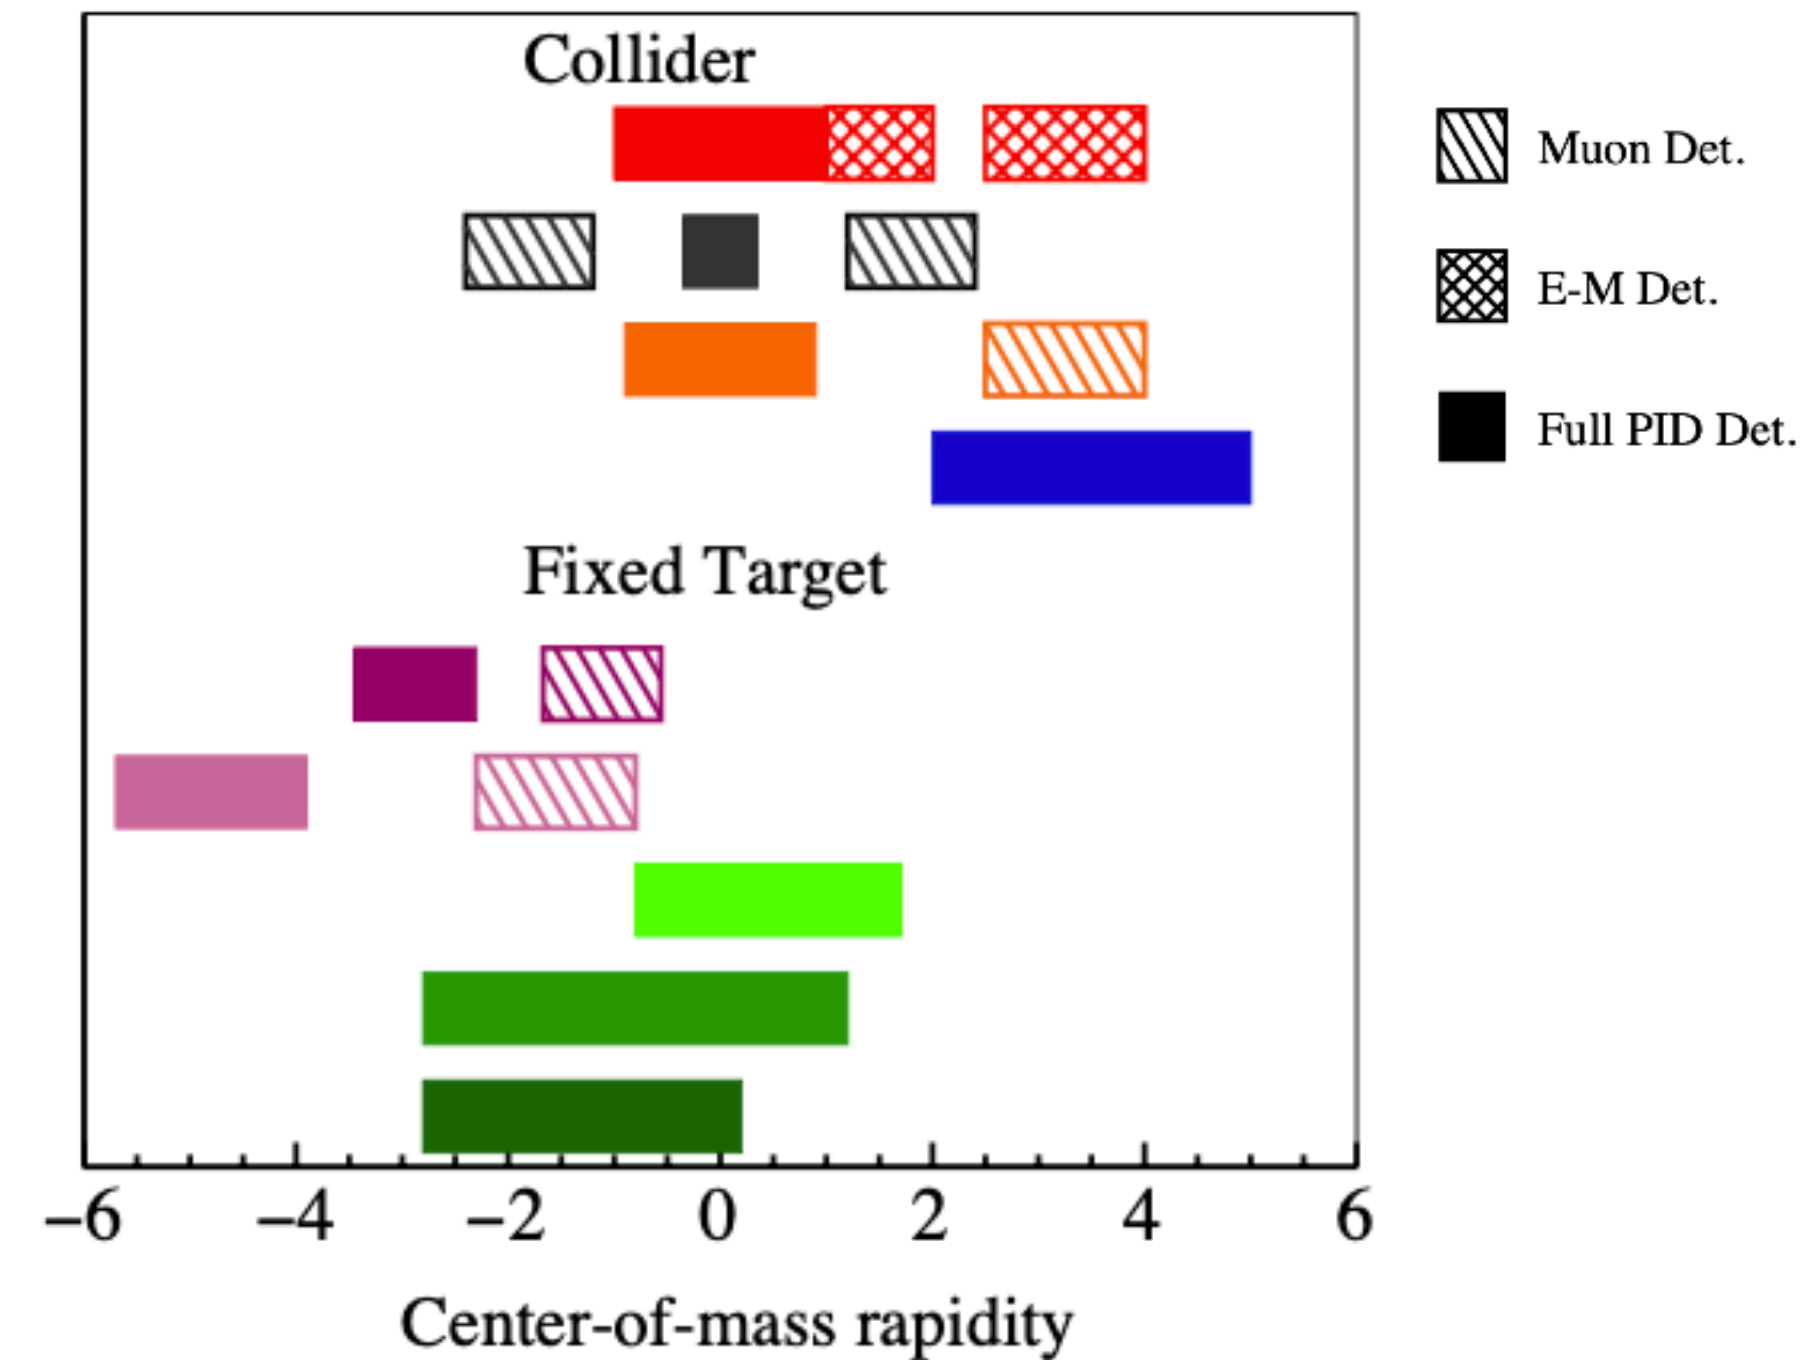 Collider
Muon Det.
E-M Det.
Full PID Det.
Fixed Target
−6 −4 −2 0 2 4 6
Center-of-mass rapidity